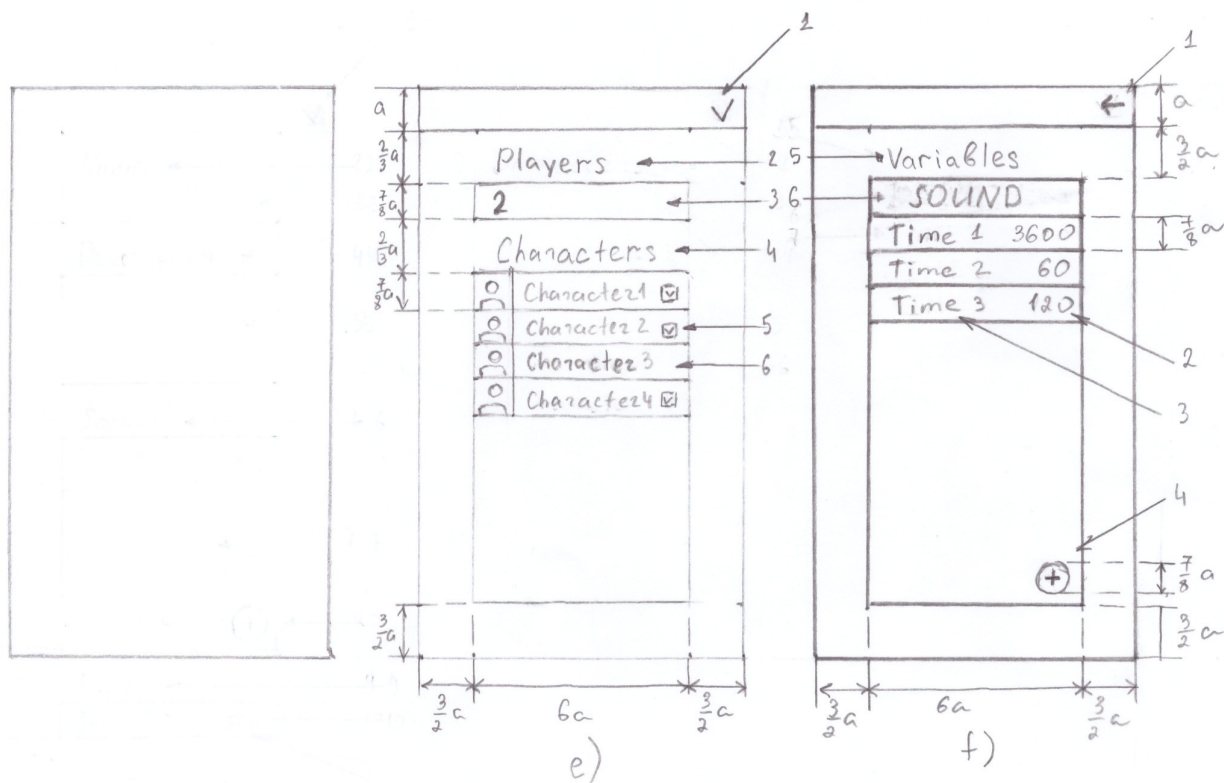 1
a
2/3 a
Players
2
7/8 a
2
3
2/3 a
Characters
4
7/8 a
Character1
Character2
5
Character3
6
Character4
3/2 a
3/2 a
6a
3/2 a
e)
1
a
5
Variables
3/2 a
6
SOUND
Time 1 3600
7/8 a
Time 2 60
Time 3 120
2
3
4
+
7/8 a
3/2 a
3/2 a
6a
3/2 a
f)